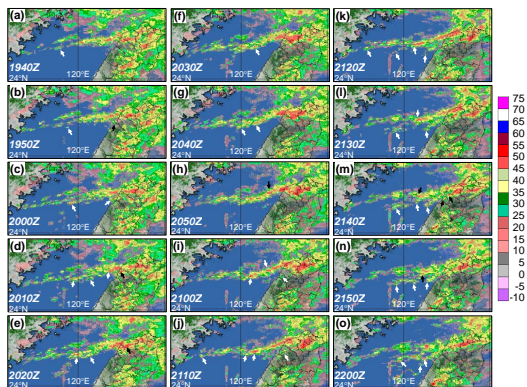 (a)
1940Z
24°N
120°E
(f)
2030Z
24°N
120°E
(k)
2120Z
24°N
120°E
(b)
1950Z
24°N
120°E
(g)
2040Z
24°N
120°E
(l)
2130Z
24°N
120°E
(c)
2000Z
24°N
120°E
(h)
2050Z
24°N
120°E
(m)
2140Z
24°N
120°E
(d)
2010Z
24°N
120°E
(i)
2100Z
24°N
120°E
(n)
2150Z
24°N
120°E
(e)
2020Z
24°N
120°E
(j)
2110Z
24°N
120°E
(o)
2200Z
24°N
120°E
75
70
65
60
55
50
45
40
35
30
25
20
15
10
5
0
-5
-10